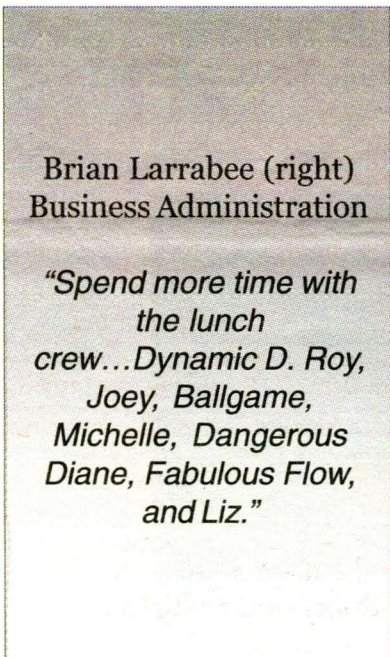 Brian Larrabee (right)
Business Administration
“Spend more time with
the lunch
crew…Dynamic D. Roy,
Joey, Ballgame,
Michelle, Dangerous
Diane, Fabulous Flow,
and Liz.”